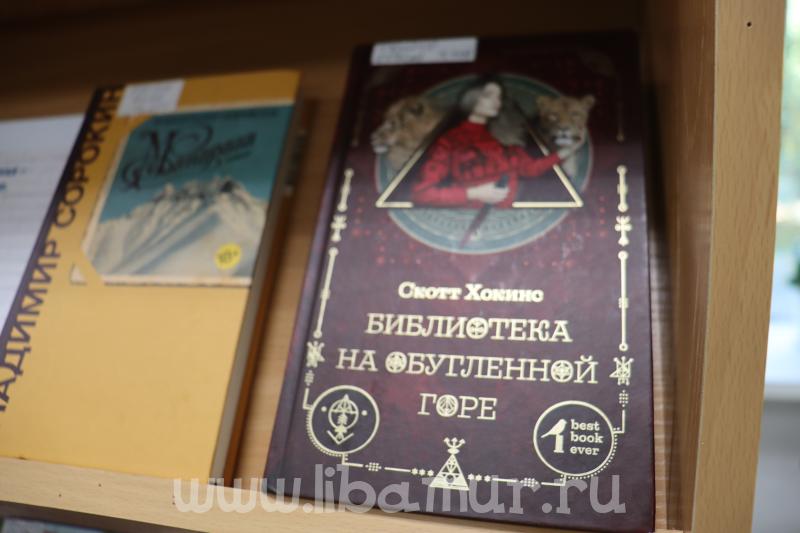 ВЛАДИМИР СОРОКИН
Манарага
18+
Скотт Хокинс
БИБЛИОТЕКА
НА ОБУГЛЕННОЙ
ГОРЕ
best
book
ever
www.libamur.ru